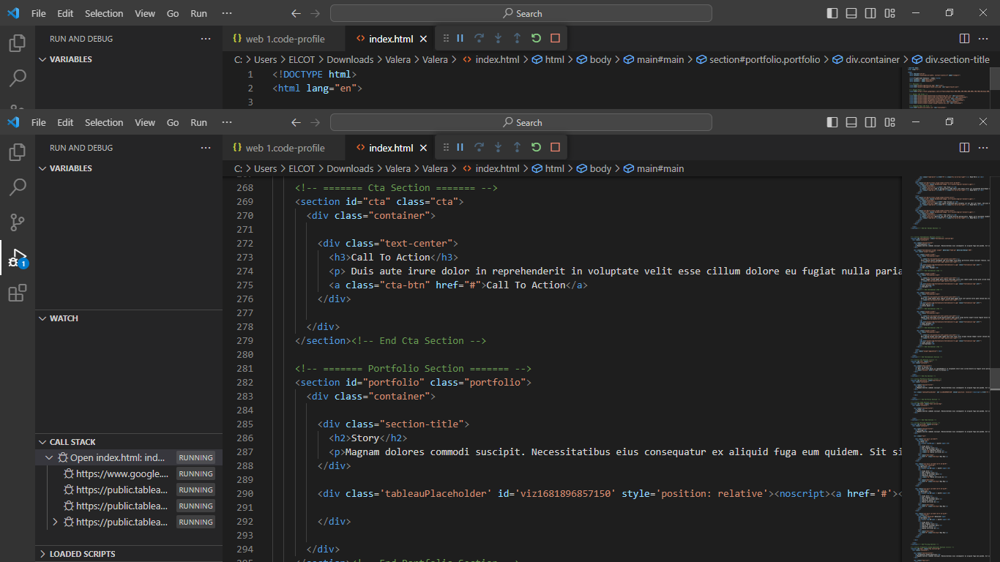 File Edit Selection View Go Run ··· Search
RUN AND DEBUG ··· {} web 1.code-profile <> index.html
VARIABLES
C: > Users > ELCOT > Downloads > Valera > Valera > <> index.html > html > body > main#main > section#portfolio.portfolio > div.container > div.section-title
1 <!DOCTYPE html>
2 <html lang="en">
3
File Edit Selection View Go Run ··· Search
RUN AND DEBUG ··· {} web 1.code-profile <> index.html
VARIABLES
C: > Users > ELCOT > Downloads > Valera > Valera > <> index.html > html > body > main#main
268 <!-- ======= Cta Section ======= -->
269 <section id="cta" class="cta">
270 <div class="container">
271
272 <div class="text-center">
273 <h3>Call To Action</h3>
274 <p> Duis aute irure dolor in reprehenderit in voluptate velit esse cillum dolore eu fugiat nulla paria
275 <a class="cta-btn" href="#">Call To Action</a>
276 </div>
277
278 </div>
279 </section><!-- End Cta Section -->
280
281 <!-- ======= Portfolio Section ======= -->
282 <section id="portfolio" class="portfolio">
283 <div class="container">
284
285 <div class="section-title">
286 <h2>Story</h2>
287 <p>Magnam dolores commodi suscipit. Necessitatibus eius consequatur ex aliquid fuga eum quidem. Sit si
288 </div>
289
290 <div class='tableauPlaceholder' id='viz1681896857150' style='position: relative'><noscript><a href='#'><
291
292 </div>
293
294 </div>
1
WATCH
CALL STACK
Open index.html: ind... RUNNING
https://www.google.... RUNNING
https://public.tablea... RUNNING
https://public.tablea... RUNNING
https://public.tablea... RUNNING
LOADED SCRIPTS